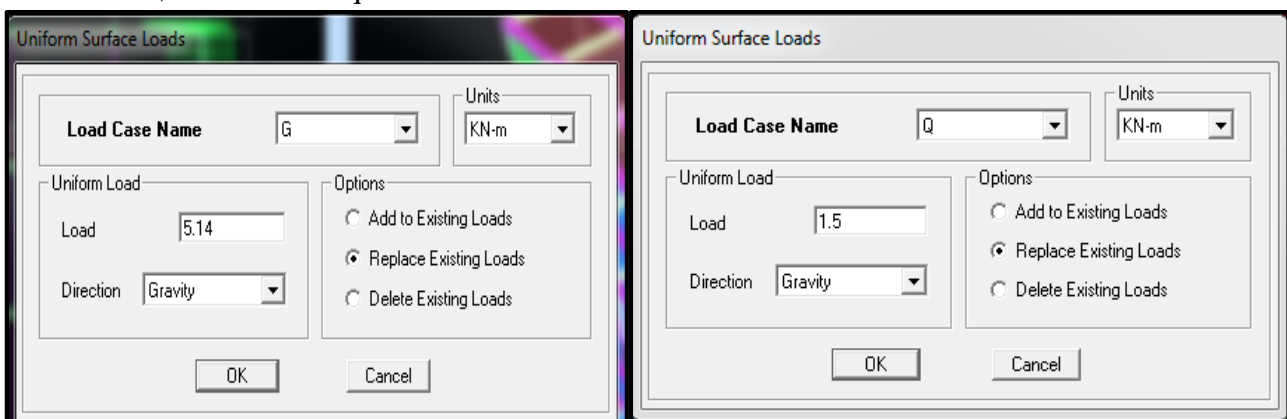 Uniform Surface Loads
Units
Load Case Name G KN-m
Uniform Load
Options
Load 5.14
Add to Existing Loads
Replace Existing Loads
Direction Gravity
Delete Existing Loads
OK Cancel
Uniform Surface Loads
Units
Load Case Name Q KN-m
Uniform Load
Options
Load 1.5
Add to Existing Loads
Replace Existing Loads
Direction Gravity
Delete Existing Loads
OK Cancel